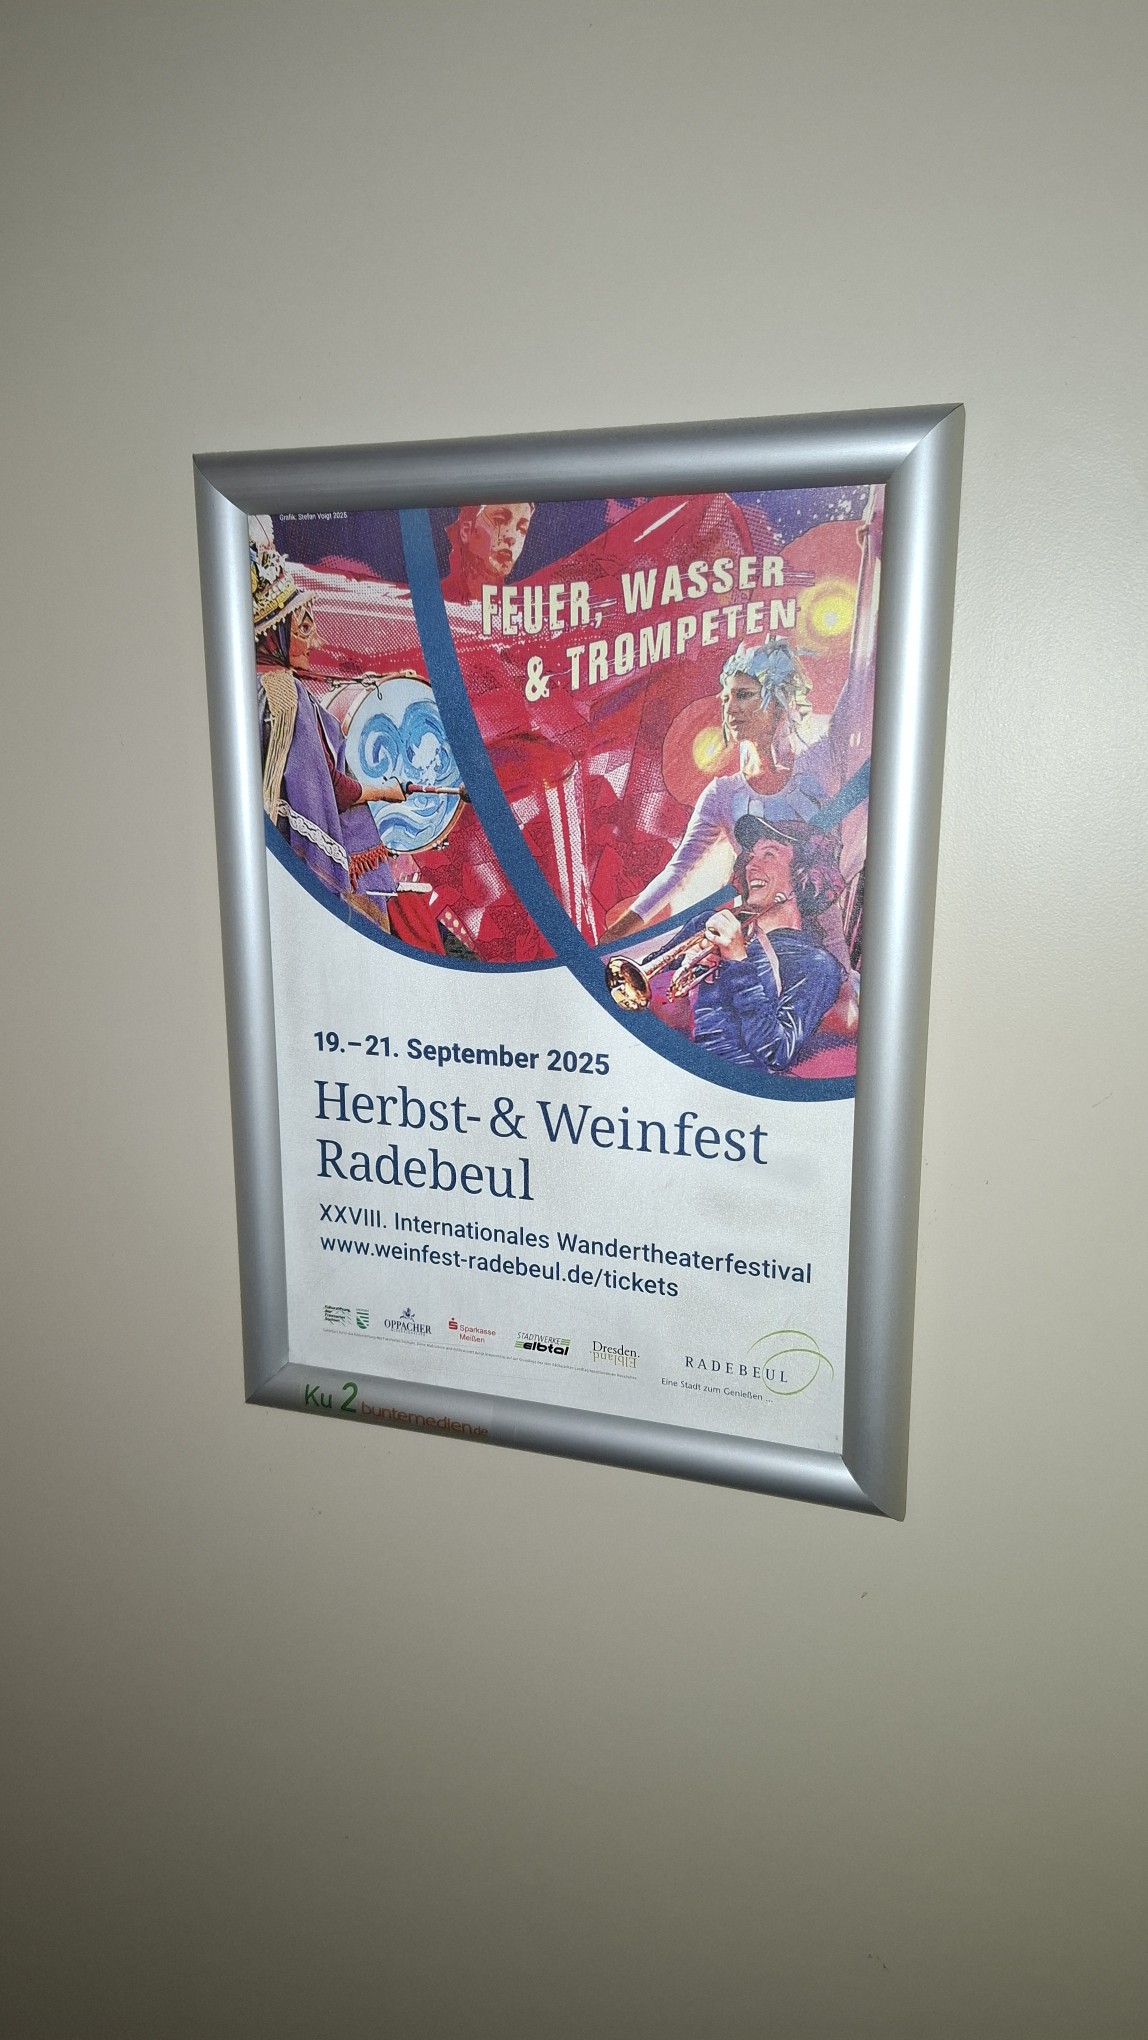 Grafik: Stefan Voigt 2025
FEUER, WASSER
& TROMPETEN
19.–21. September 2025
Herbst- & Weinfest
Radebeul
XXVIII. Internationales Wandertheaterfestival
www.weinfest-radebeul.de/tickets
OPPACHER
Sparkasse
Meißen
STADTWERKE
elbtal
Dresden.
Elbland
RADEBEUL
Eine Stadt zum Genießen ...
Ku 2 buntemedien.de